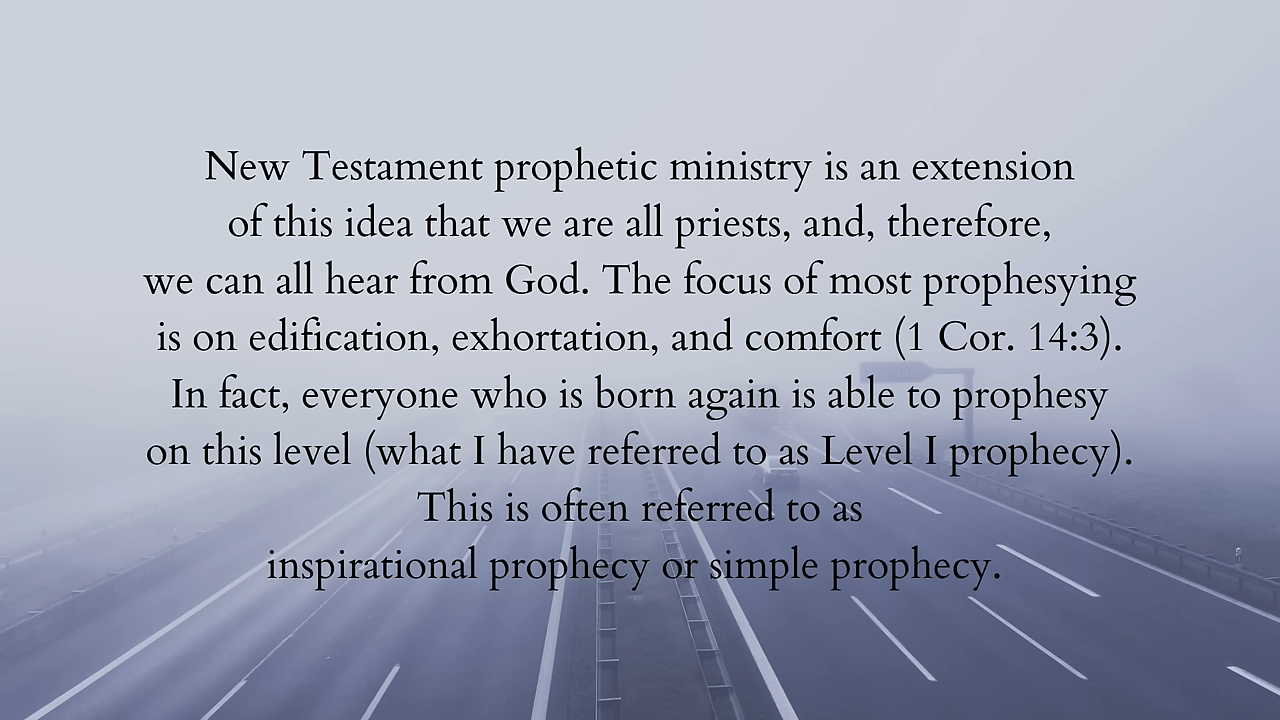 New Testament prophetic ministry is an extension
of this idea that we are all priests, and, therefore,
we can all hear from God. The focus of most prophesying
is on edification, exhortation, and comfort (1 Cor. 14:3).
In fact, everyone who is born again is able to prophesy
on this level (what I have referred to as Level I prophecy).
This is often referred to as
inspirational prophecy or simple prophecy.